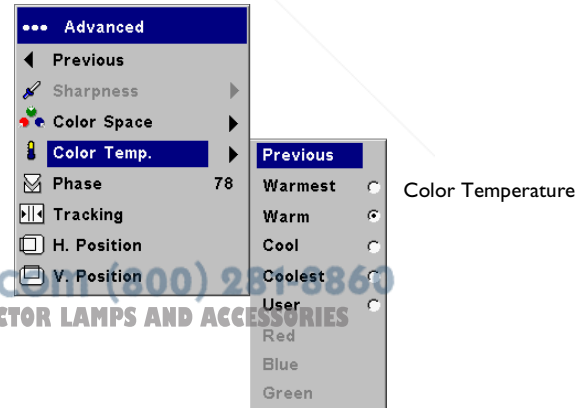 Advanced
Previous
Sharpness
Color Space
Color Temp.
Phase 78
Tracking
H. Position
V. Position
Previous
Warmest
Warm
Cool
Coolest
User
Red
Blue
Green
Color Temperature
com (800) 281-8860
CTOR LAMPS AND ACCESSORIES